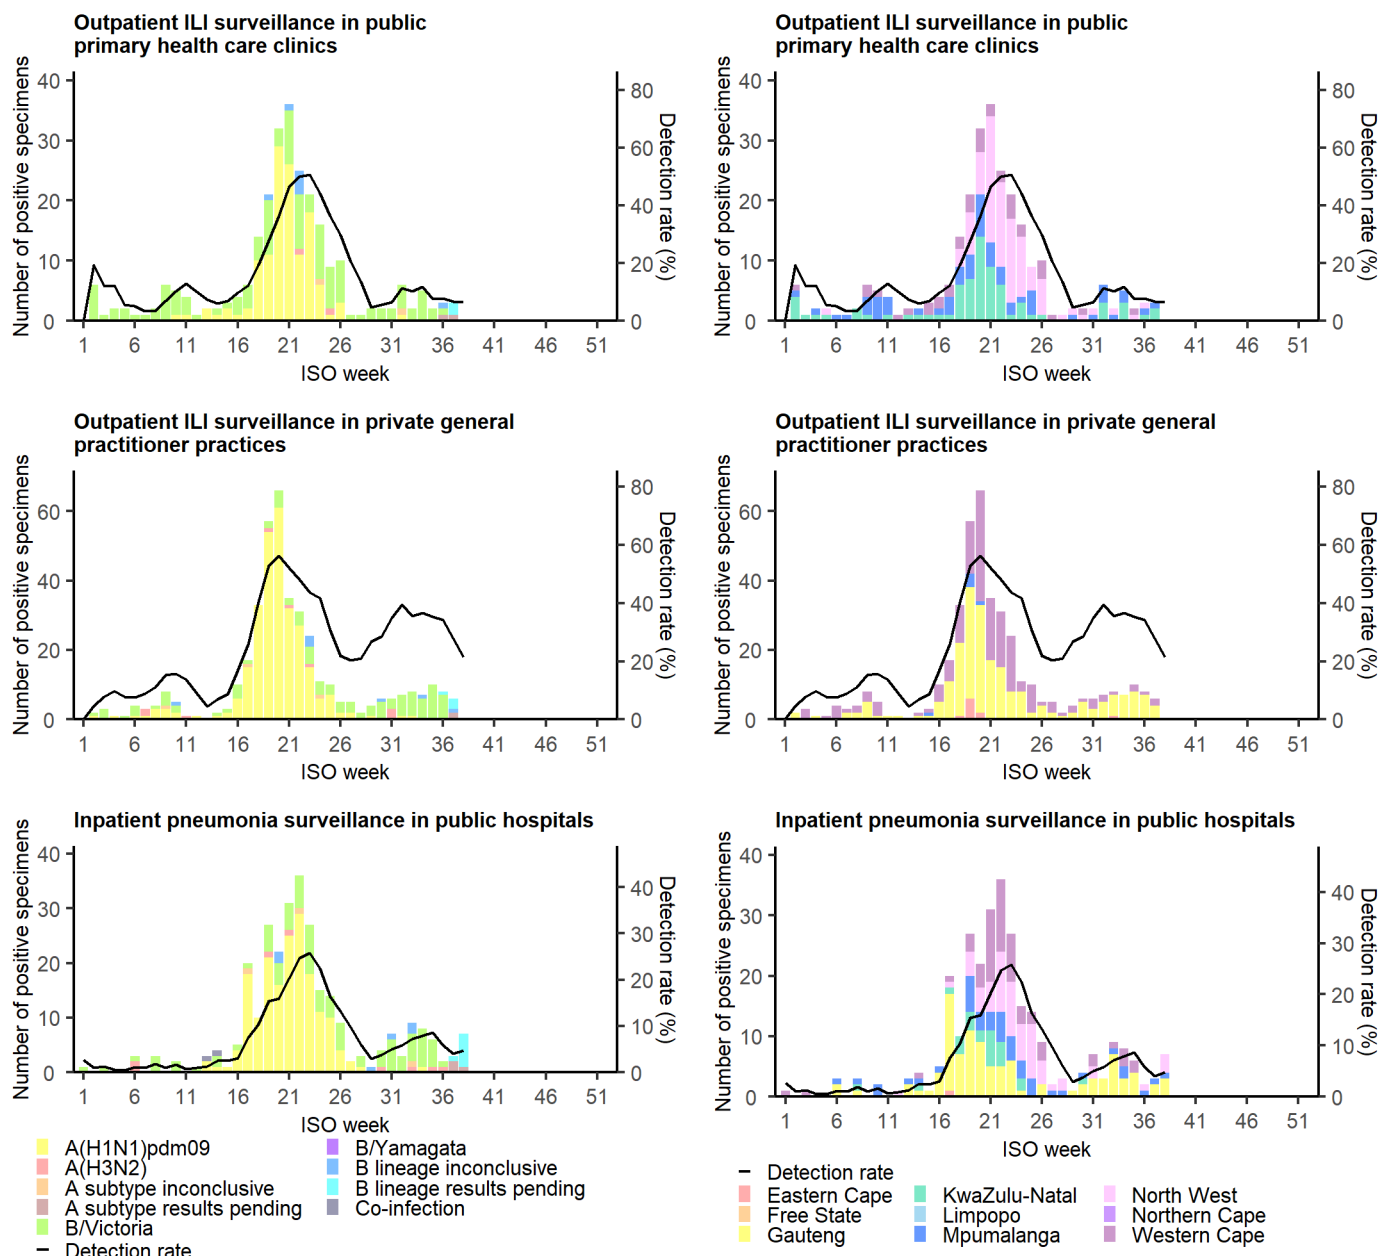 Outpatient ILI surveillance in public
primary health care clinics
Number of positive specimens
40
30
20
10
0
80
60
40
20
0
Detection rate (%)
1 6 11 16 21 26 31 36 41 46 51
ISO week
Outpatient ILI surveillance in public
primary health care clinics
Number of positive specimens
40
30
20
10
0
80
60
40
20
0
Detection rate (%)
1 6 11 16 21 26 31 36 41 46 51
ISO week
Outpatient ILI surveillance in private general
practitioner practices
Number of positive specimens
60
40
20
0
80
60
40
20
0
Detection rate (%)
1 6 11 16 21 26 31 36 41 46 51
ISO week
Outpatient ILI surveillance in private general
practitioner practices
Number of positive specimens
60
40
20
0
80
60
40
20
0
Detection rate (%)
1 6 11 16 21 26 31 36 41 46 51
ISO week
Inpatient pneumonia surveillance in public hospitals
Number of positive specimens
40
30
20
10
0
40
30
20
10
0
Detection rate (%)
1 6 11 16 21 26 31 36 41 46 51
ISO week
A(H1N1)pdm09
A(H3N2)
A subtype inconclusive
A subtype results pending
B/Victoria
Detection rate
B/Yamagata
B lineage inconclusive
B lineage results pending
Co-infection
Inpatient pneumonia surveillance in public hospitals
Number of positive specimens
40
30
20
10
0
40
30
20
10
0
Detection rate (%)
1 6 11 16 21 26 31 36 41 46 51
ISO week
Detection rate
Eastern Cape
Free State
Gauteng
KwaZulu-Natal
Limpopo
Mpumalanga
North West
Northern Cape
Western Cape